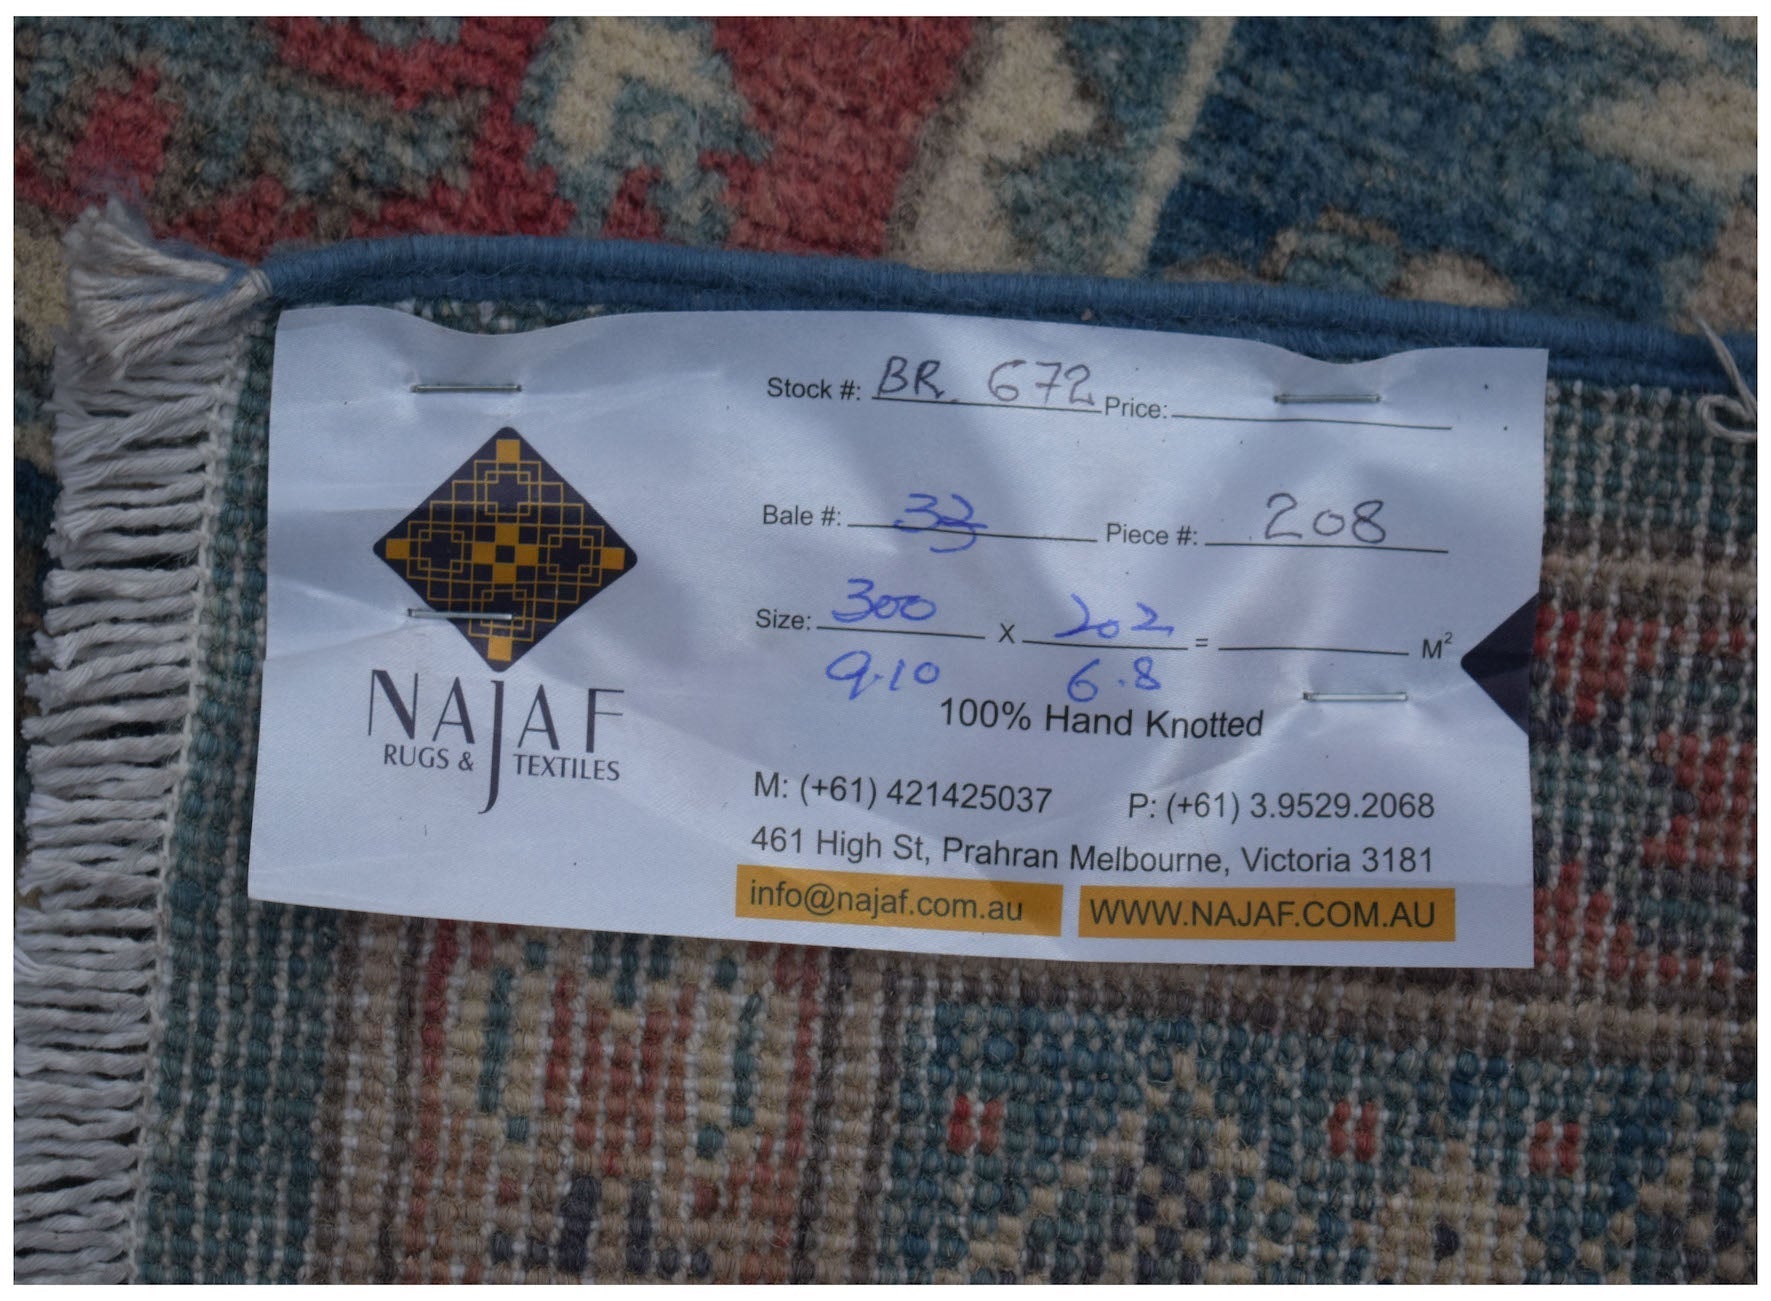 Stock #: BR. 672 Price:
Bale #: 33 Piece #: 208
Size: 300 X 202 = M²
9.10 6.8
100% Hand Knotted
NAJAF
RUGS & TEXTILES
M: (+61) 421425037 P: (+61) 3.9529.2068
461 High St, Prahran Melbourne, Victoria 3181
info@najaf.com.au WWW.NAJAF.COM.AU